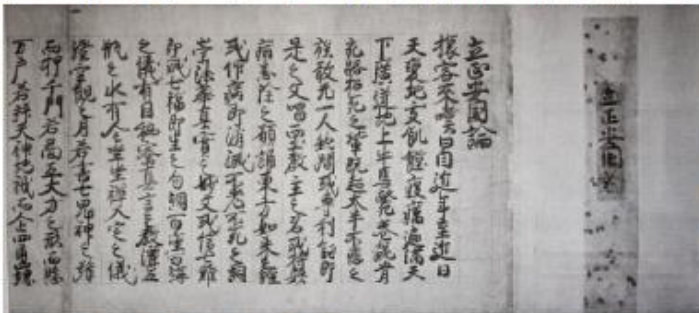 立正安国論
立正安国論
旅客来嘆曰自近年至近日
天変地夭飢饉疫癘遍満天
下廣迸地上牛馬斃巷骸骨
充路招死之輩既超大半不悲之
族敢无一人然間或専利剣即
是之文唱西土教主之名或持衆
病悉除之願誦東方如来之経
或仰病即消滅不老不死之詞
崇法華真実之妙文或信七難
即滅七福即生之句調百座百講
之儀有因秘密真言之教灑五
瓶之水有全坐禅入定之儀
澄空観之月若書七鬼神之号
而押千門若図五大力之形而懸
万戸若拝天神地祇而企四角四